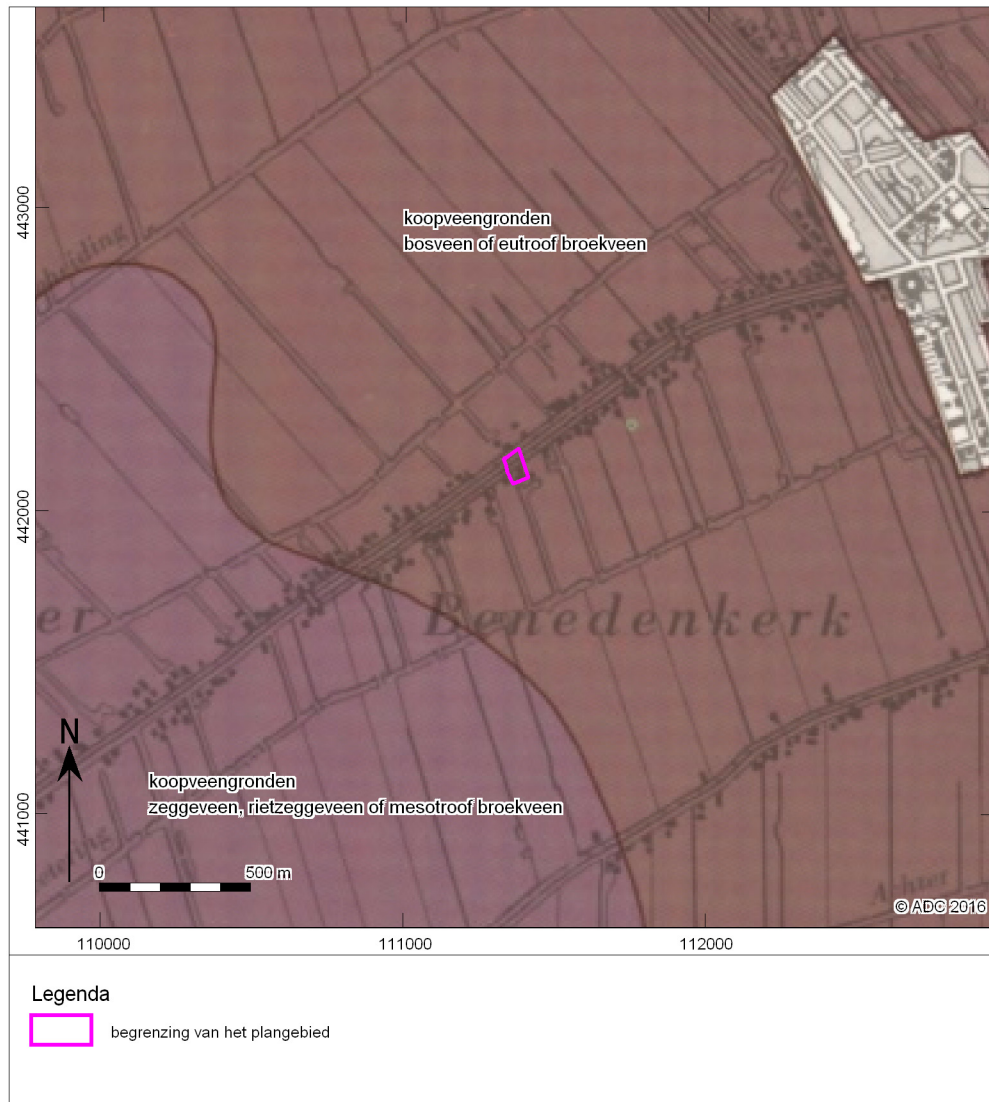 koopveengronden
bosveen of eutroof broekveen
443000
442000
Benedenkerk
er
N
koopveengronden
zeggeveen, rietzeggeveen of mesotroof broekveen
441000
0 500 m
Achter
© ADC 2016
110000 111000 112000
Legenda
begrenzing van het plangebied